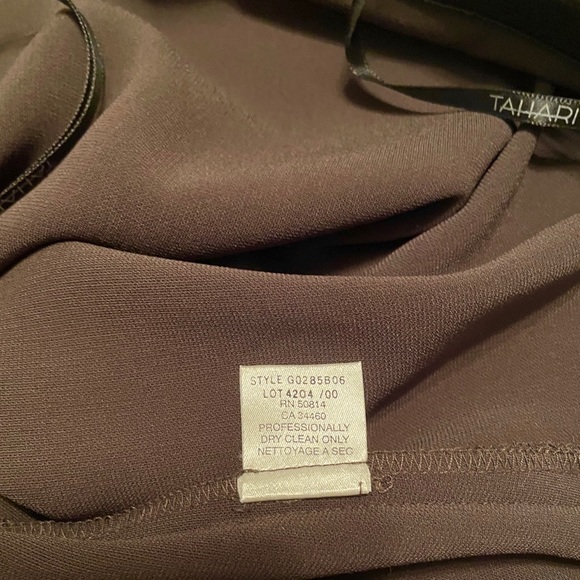 TAHARI
STYLE G0285B06
LOT 4204 /00
RN 50814
CA 34460
PROFESSIONALLY
DRY CLEAN ONLY
NETTOYAGE A SEC